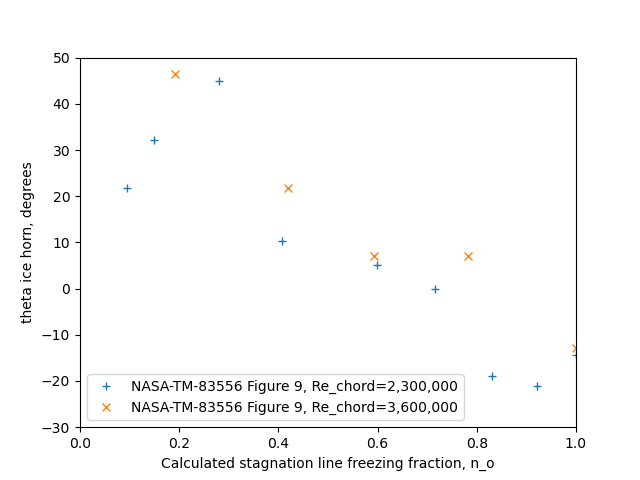 50
40
30
20
10
0
−10
−20
−30
theta ice horn, degrees
NASA-TM-83556 Figure 9, Re_chord=2,300,000
NASA-TM-83556 Figure 9, Re_chord=3,600,000
0.0 0.2 0.4 0.6 0.8 1.0
Calculated stagnation line freezing fraction, n_o